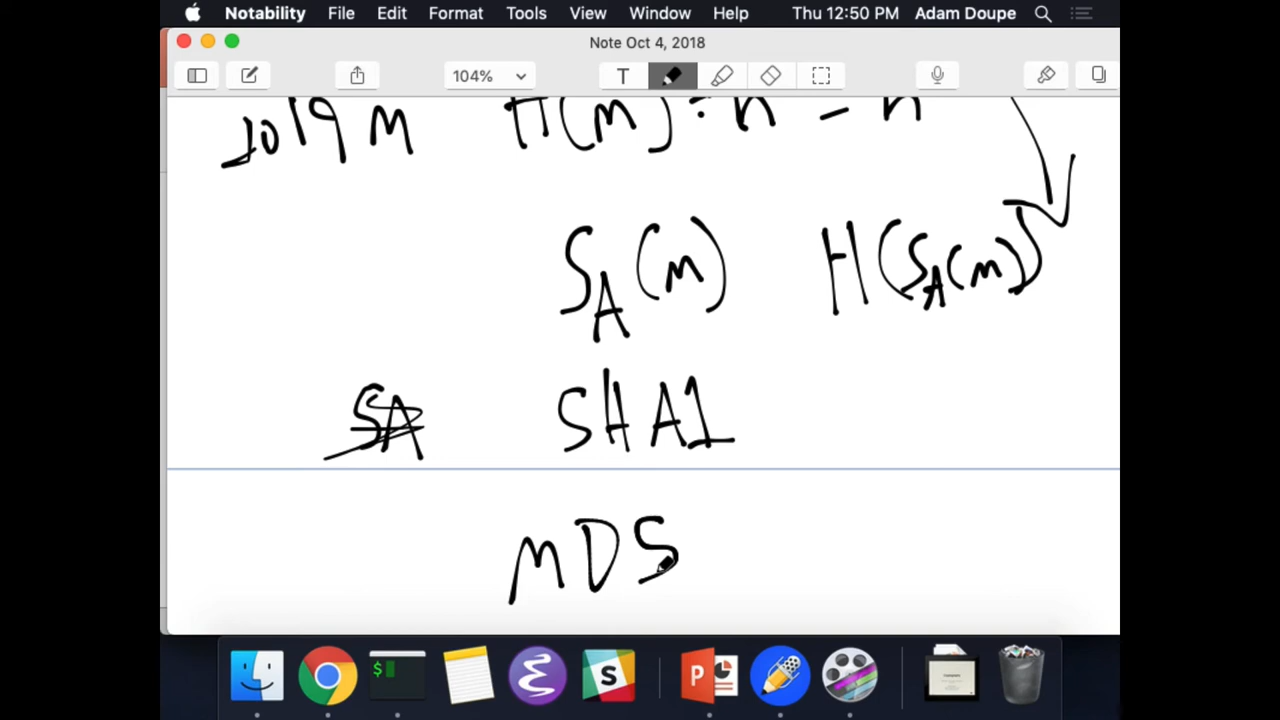 Notability File Edit Format Tools View Window Help Thu 12:50 PM Adam Doupe
Note Oct 4, 2018
104% T
m H(m) = h - h
S_A(m) H(S_A(m))
SA SHA1
MD5
$
S
P